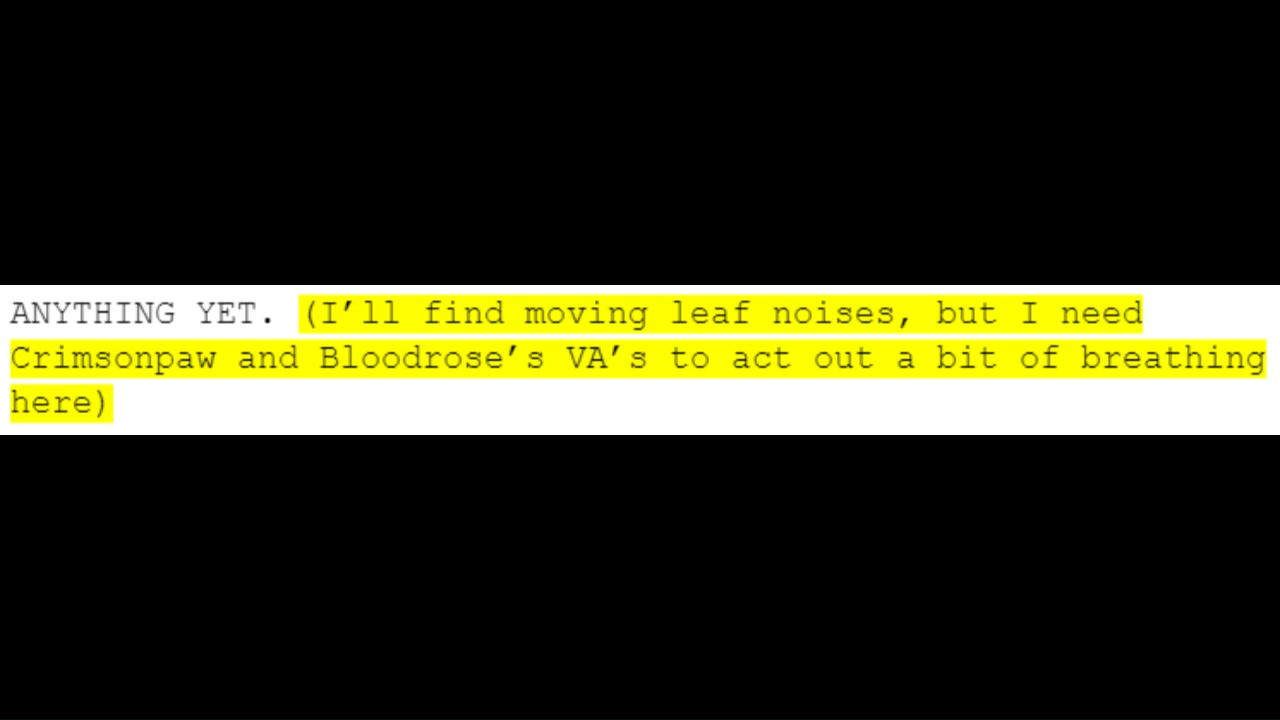 ANYTHING YET. (I’ll find moving leaf noises, but I need
Crimsonpaw and Bloodrose’s VA’s to act out a bit of breathing
here)